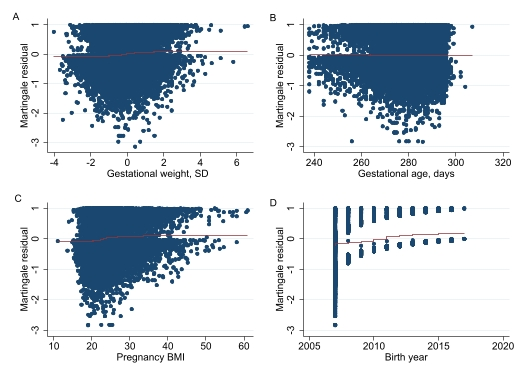 A
Martingale residual
1
0
-1
-2
-3
-4 -2 0 2 4 6
Gestational weight, SD
B
Martingale residual
1
0
-1
-2
-3
240 260 280 300 320
Gestational age, days
C
Martingale residual
1
0
-1
-2
-3
10 20 30 40 50 60
Pregnancy BMI
D
Martingale residual
1
0
-1
-2
-3
2005 2010 2015 2020
Birth year